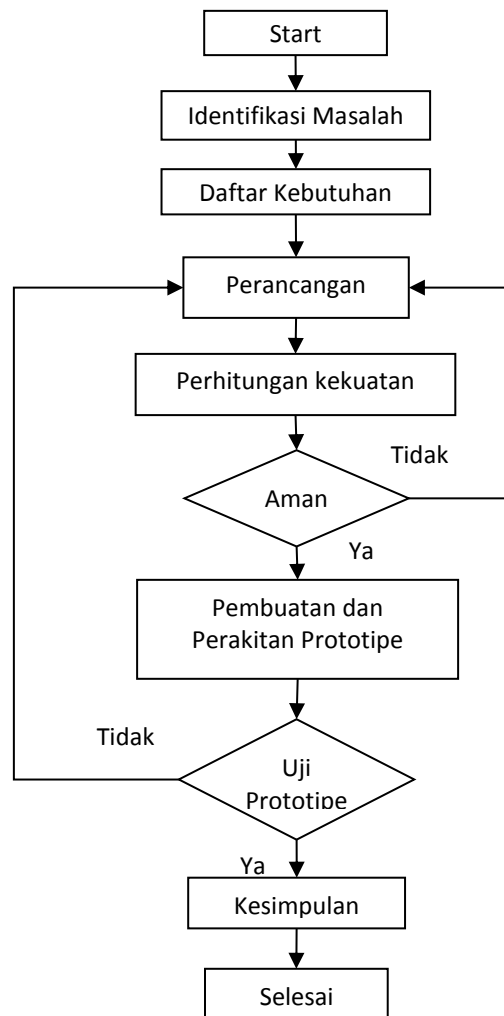 Start
Identifikasi Masalah
Daftar Kebutuhan
Perancangan
Perhitungan kekuatan
Tidak
Aman
Ya
Pembuatan dan
Perakitan Prototipe
Tidak
Uji
Prototipe
Ya
Kesimpulan
Selesai